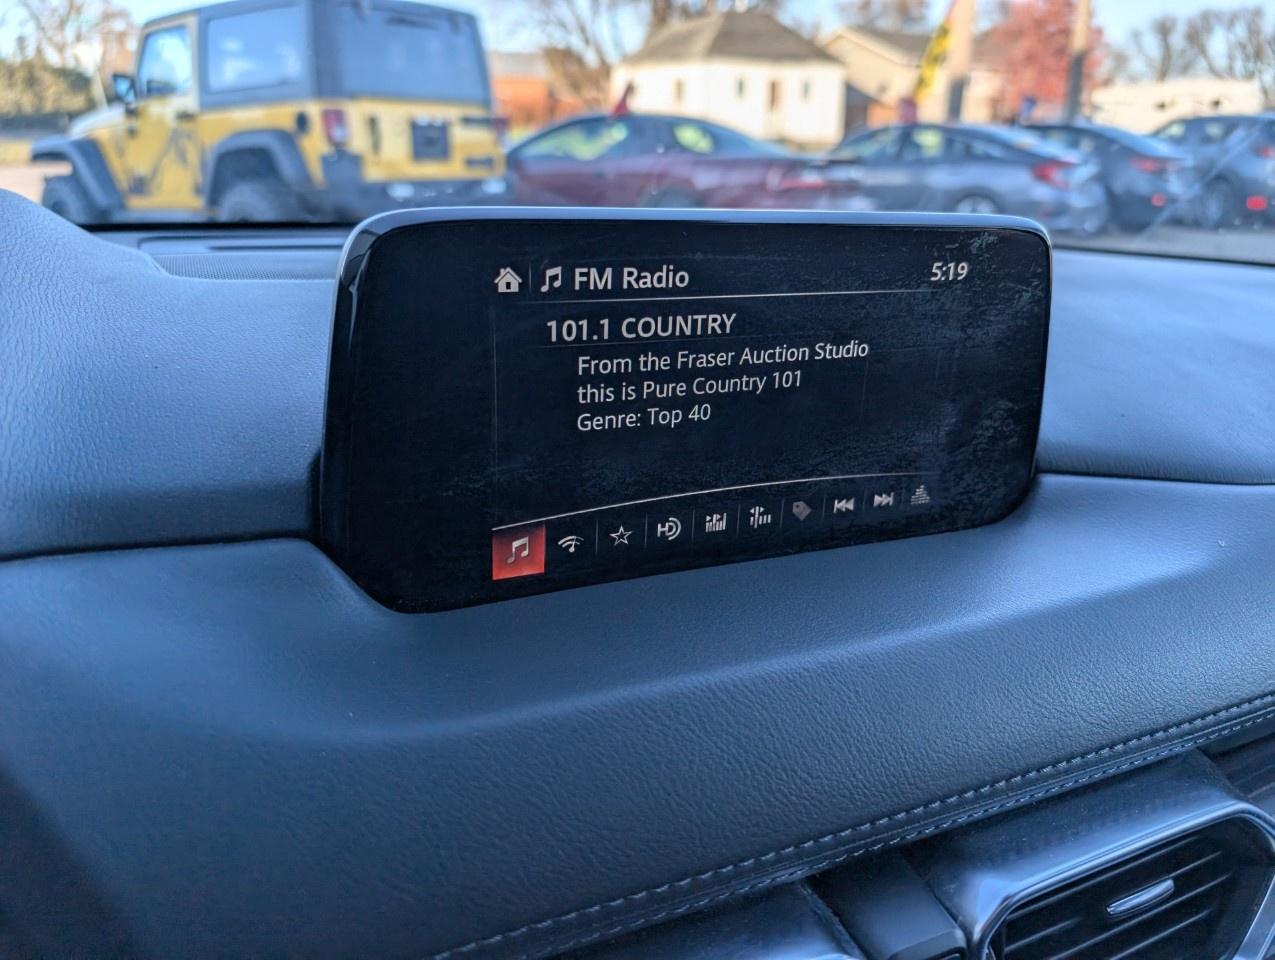 FM Radio
5:19
101.1 COUNTRY
From the Fraser Auction Studio
this is Pure Country 101
Genre: Top 40
HD